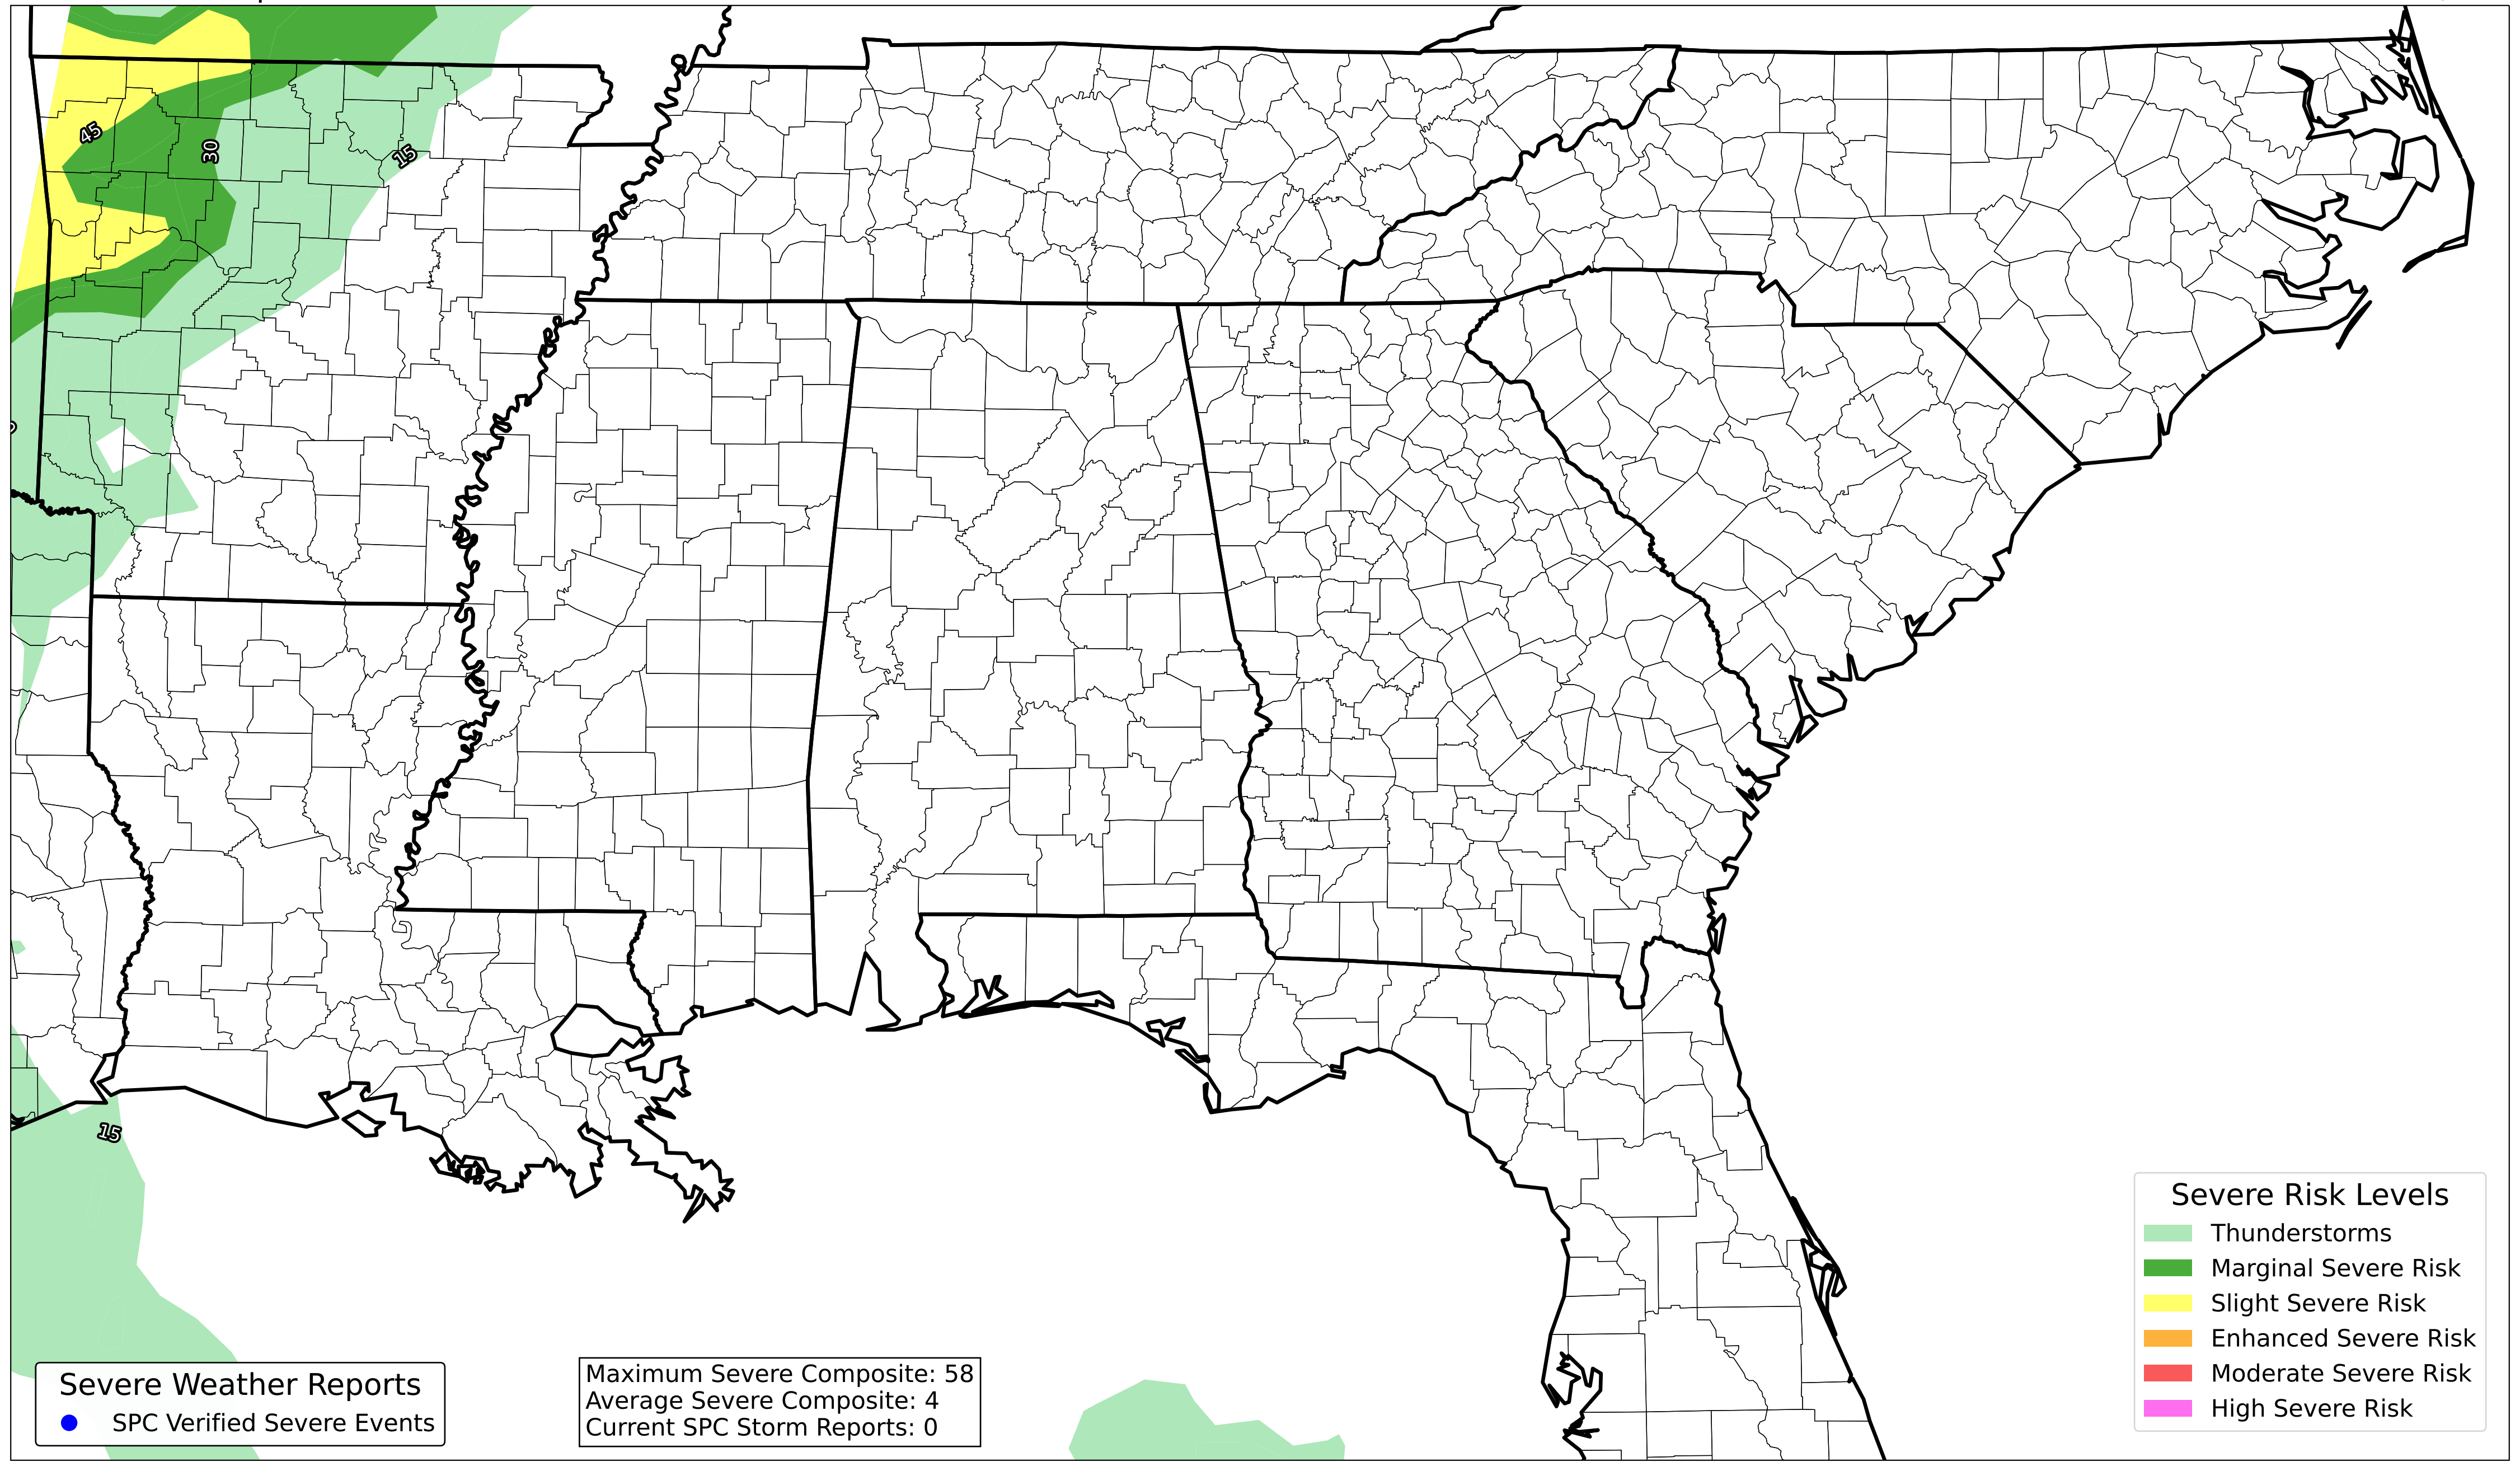 45
30
15
15
Severe Risk Levels
Thunderstorms
Marginal Severe Risk
Slight Severe Risk
Enhanced Severe Risk
Moderate Severe Risk
High Severe Risk
Severe Weather Reports
SPC Verified Severe Events
Maximum Severe Composite: 58
Average Severe Composite: 4
Current SPC Storm Reports: 0